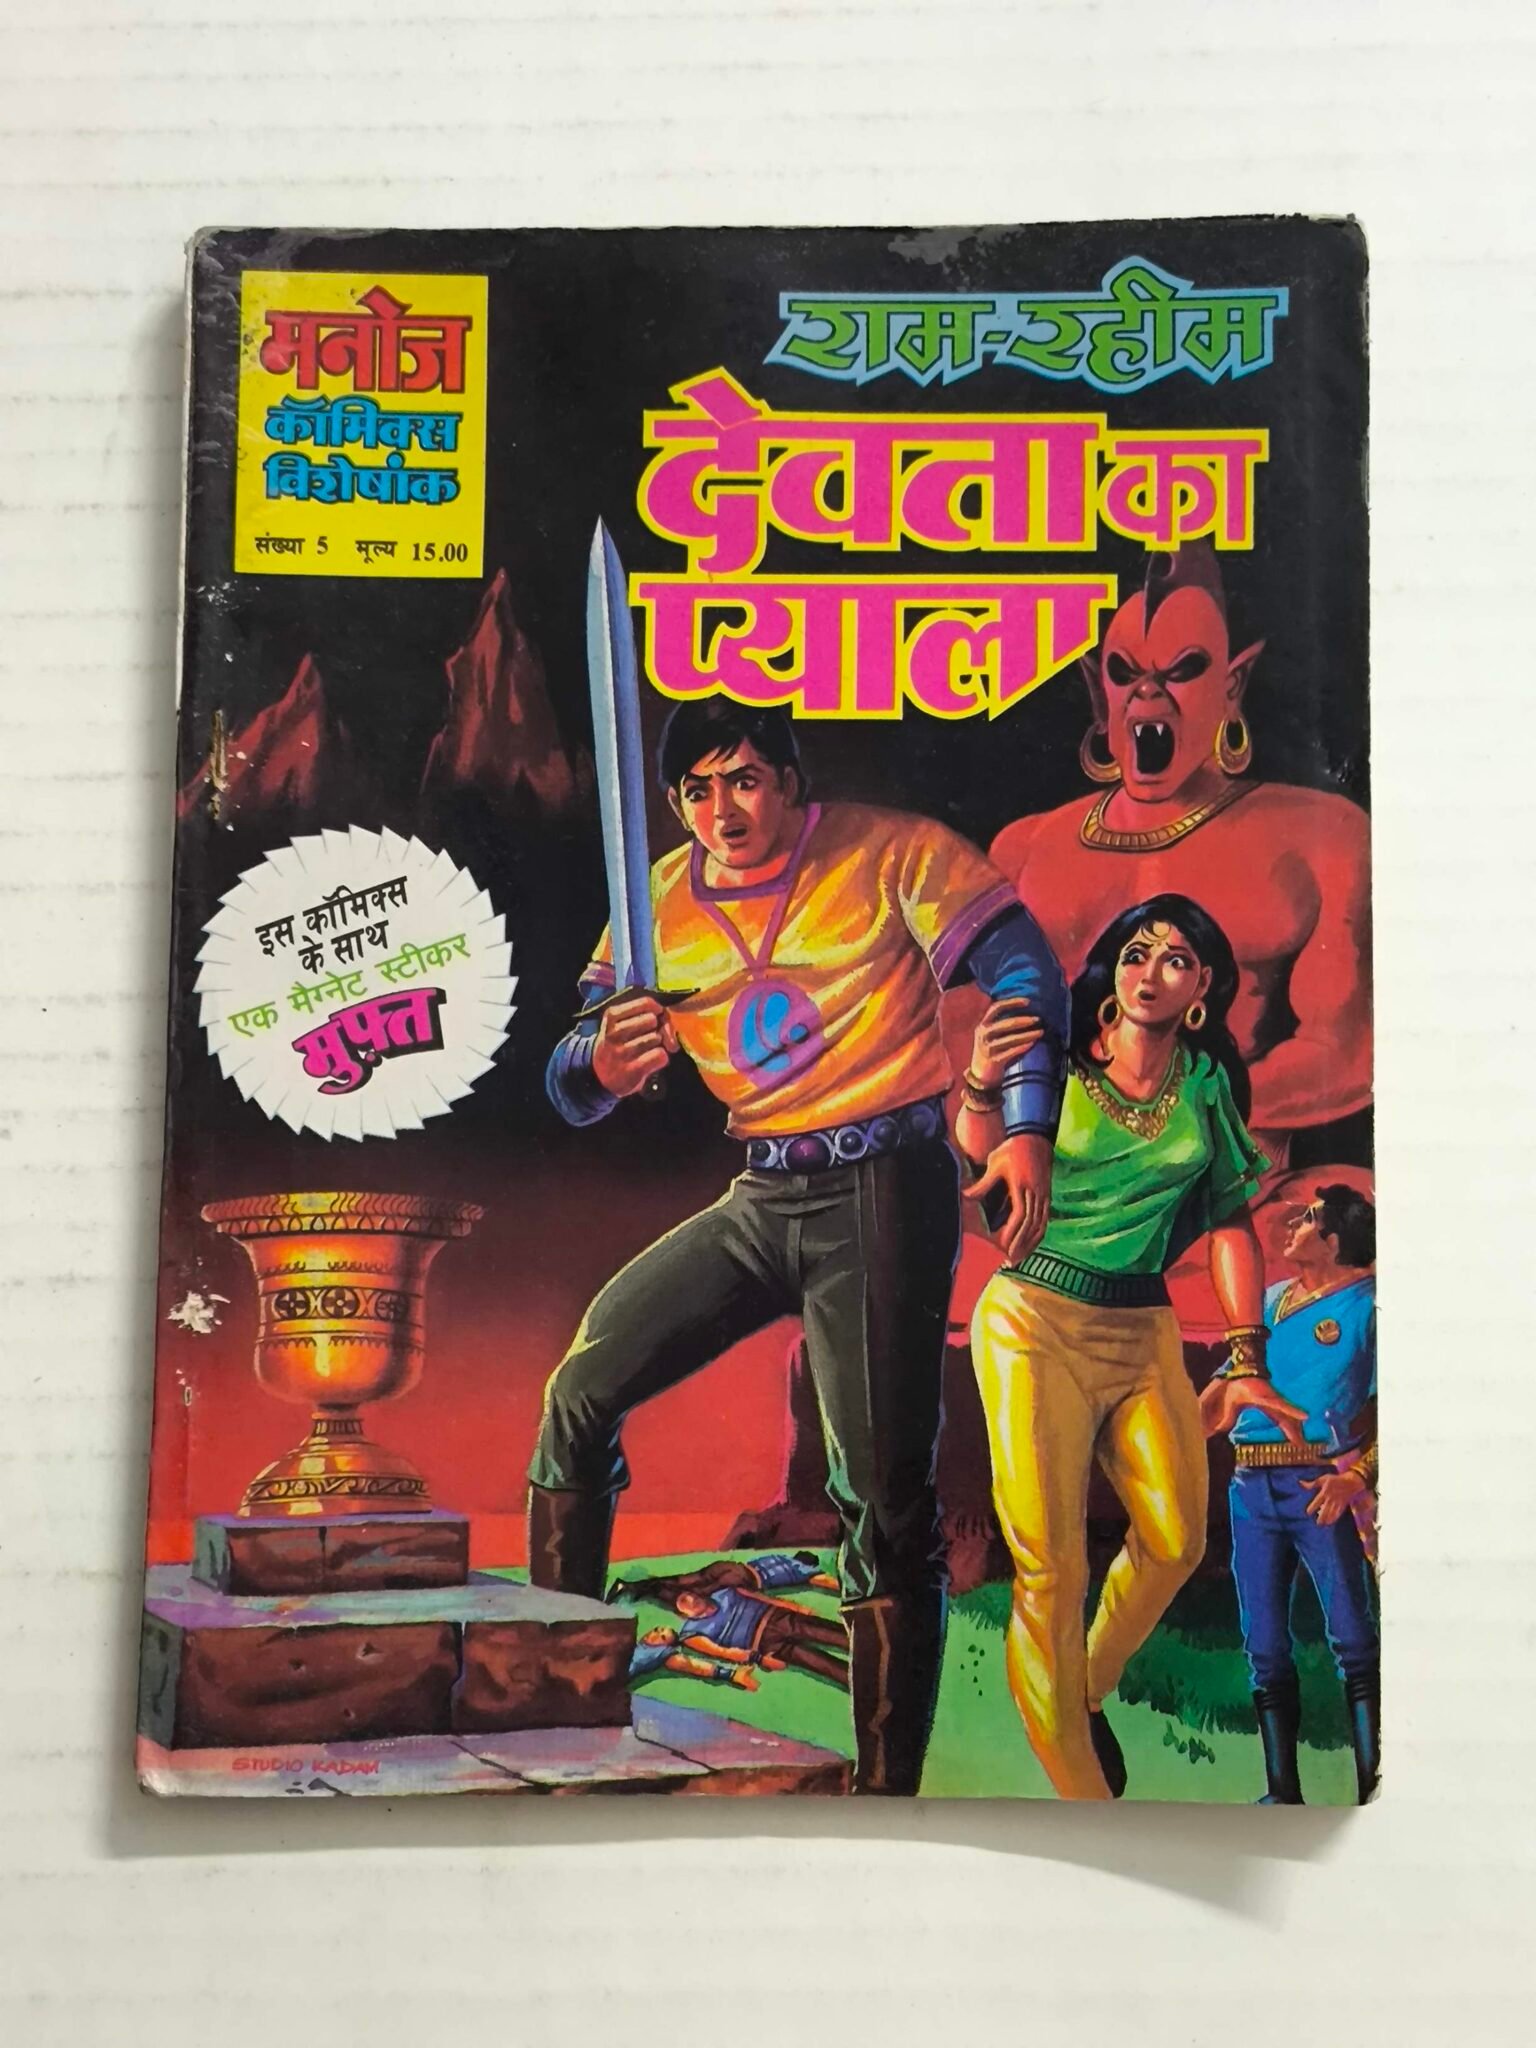 मनोज
कॉमिक्स
विशेषांक
संख्या 5 मूल्य 15.00
राम-रहीम
देवता का
प्याला
इस कॉमिक्स
के साथ
एक मैग्नेट स्टीकर
मुफ़्त
STUDIO KADAM